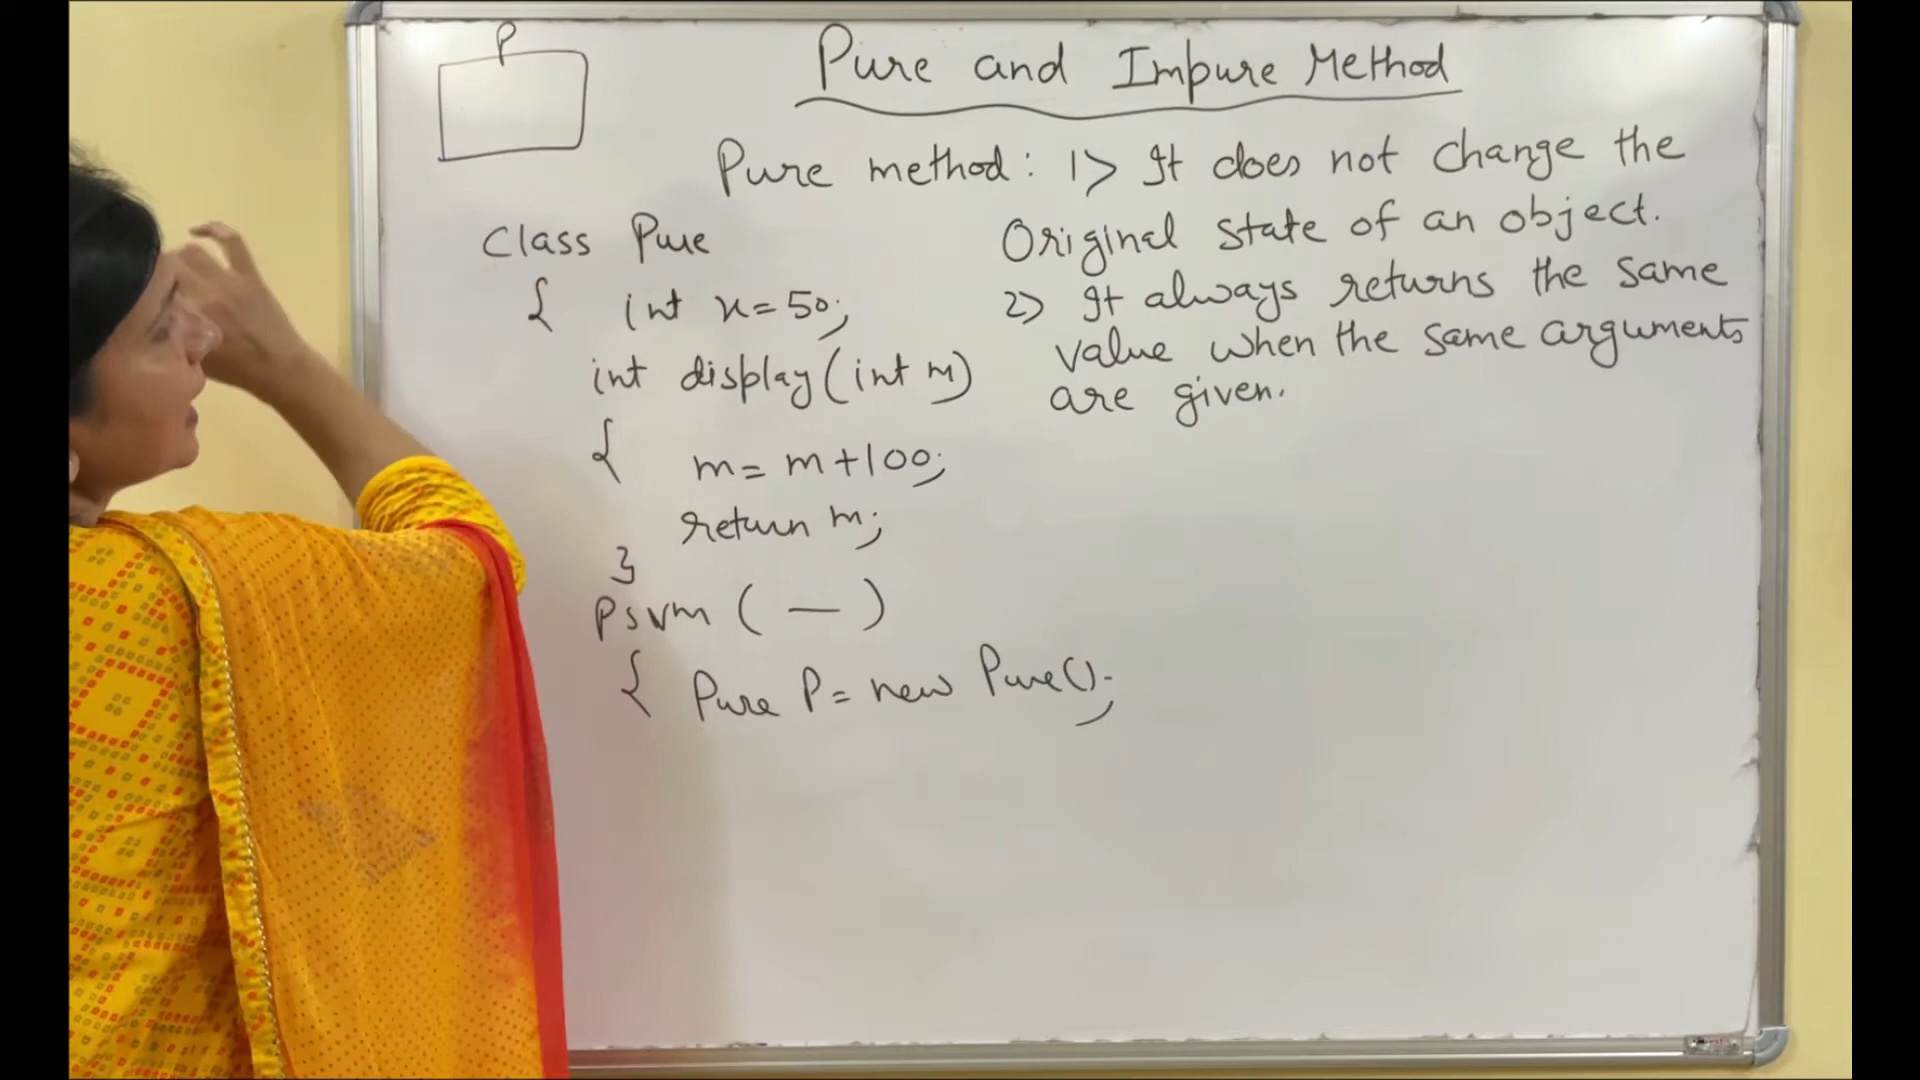 P
Pure and Impure Method
Pure method: 1> It does not change the
Original state of an object.
2> It always returns the same
value when the same arguments
are given.
Class Pure
{ int x=50;
int display(int m)
{ m= m+100;
return m;
}
Psvm ( — )
{ Pure P= new Pure();